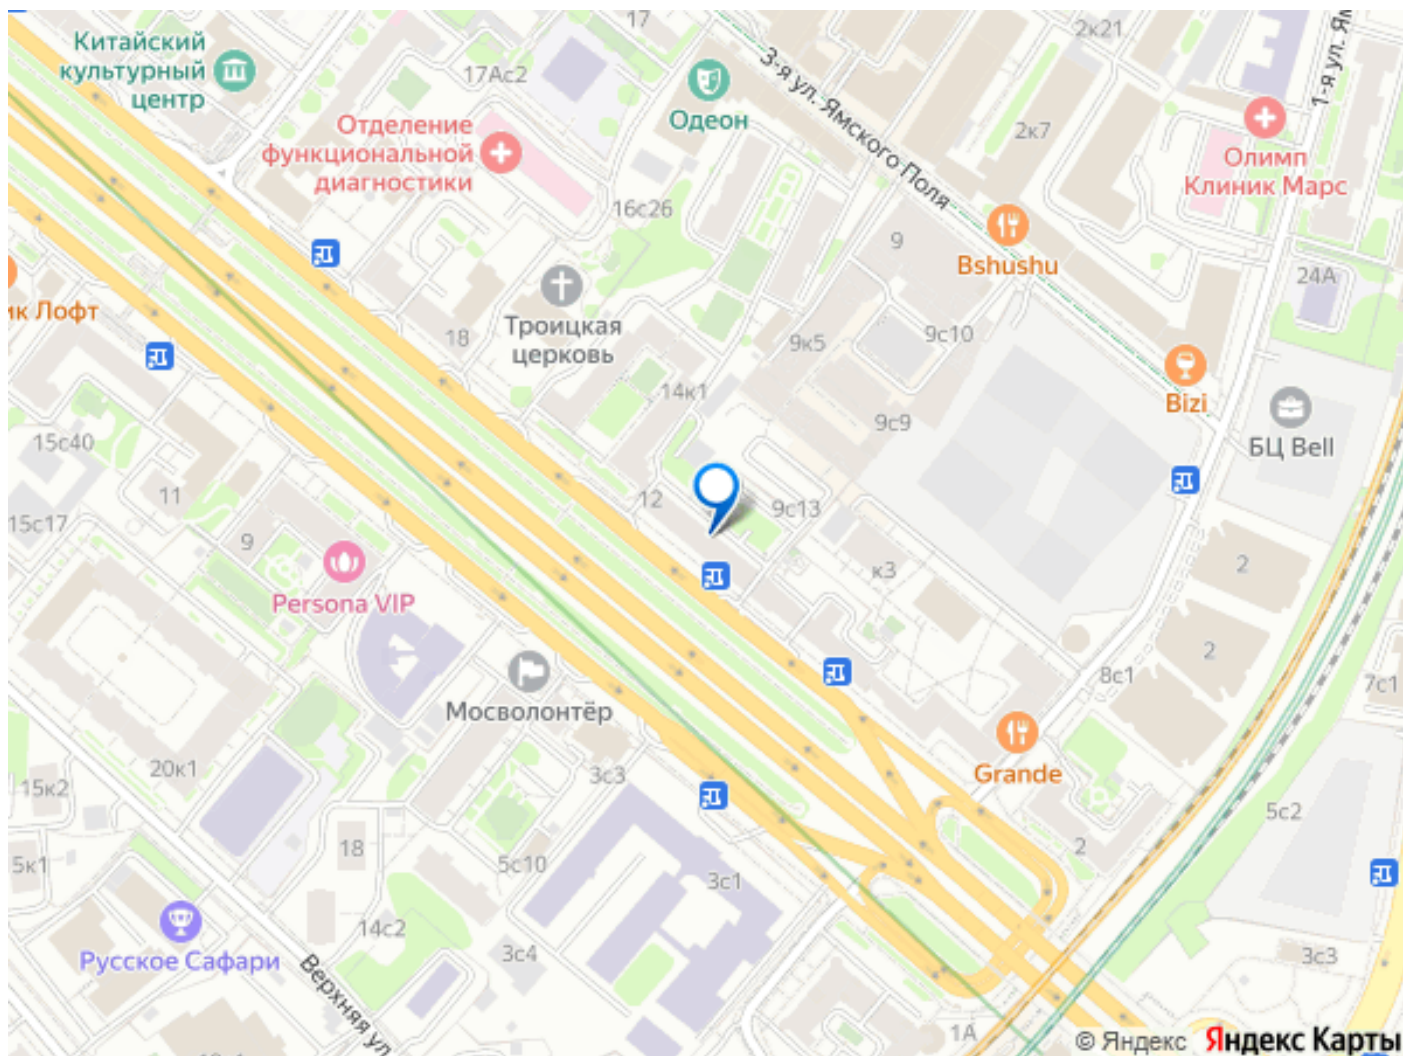 17
2к21
Китайский
культурный
центр
17Ас2
3-я ул. Ямского Поля
1-я ул. Ям
Одеон
2к7
Отделение
функциональной
диагностики
Олимп
Клиник Марс
16с26
9
Bshushu
24А
ик Лофт
18
Троицкая
церковь
9к5
9с10
14к1
Bizi
9с9
БЦ Bell
15с40
11
12
9с13
15с17
9
к3
2
Persona VIP
2
8с1
7с1
Мосволонтёр
Grande
20к1
3с3
15к2
5с2
18
2
5к1
5с10
3с1
14с2
Русское Сафари
3с4
3с3
Верхняя ул.
1А
© Яндекс Яндекс Карты